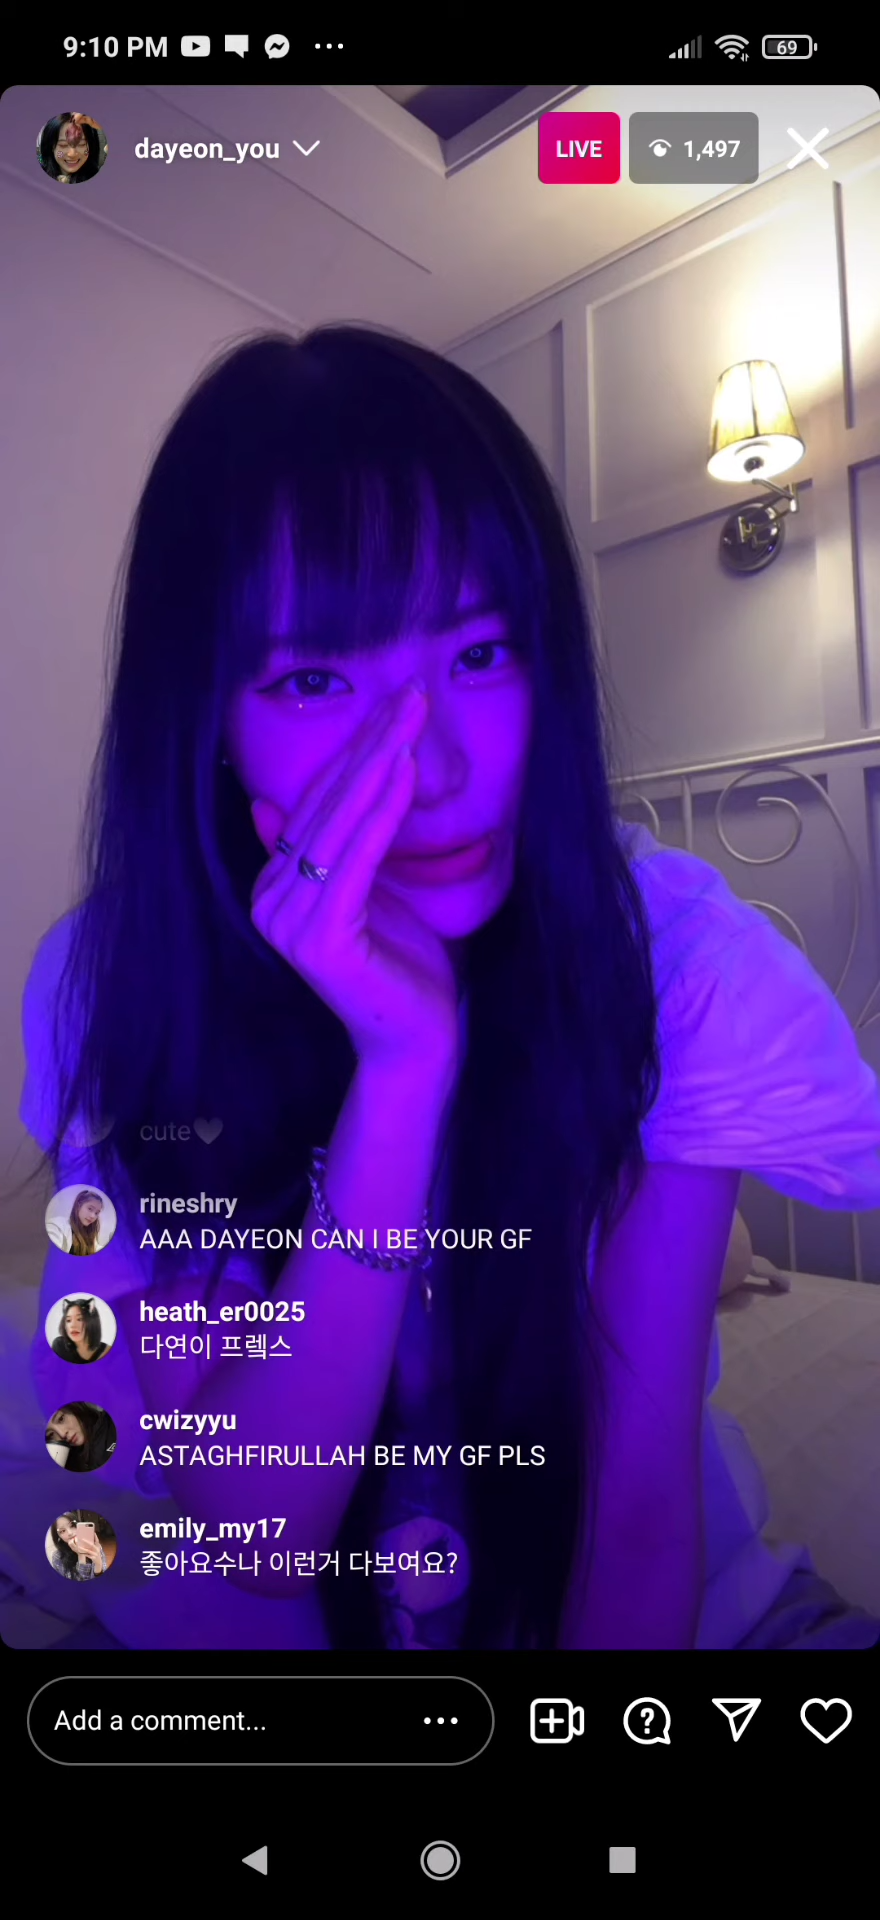 9:10 PM
69
dayeon_you
LIVE
1,497
cute🖤
rineshry
AAA DAYEON CAN I BE YOUR GF
heath_er0025
다연이 프렠스
cwizyyu
ASTAGHFIRULLAH BE MY GF PLS
emily_my17
좋아요수나 이런거 다보여요?
Add a comment...